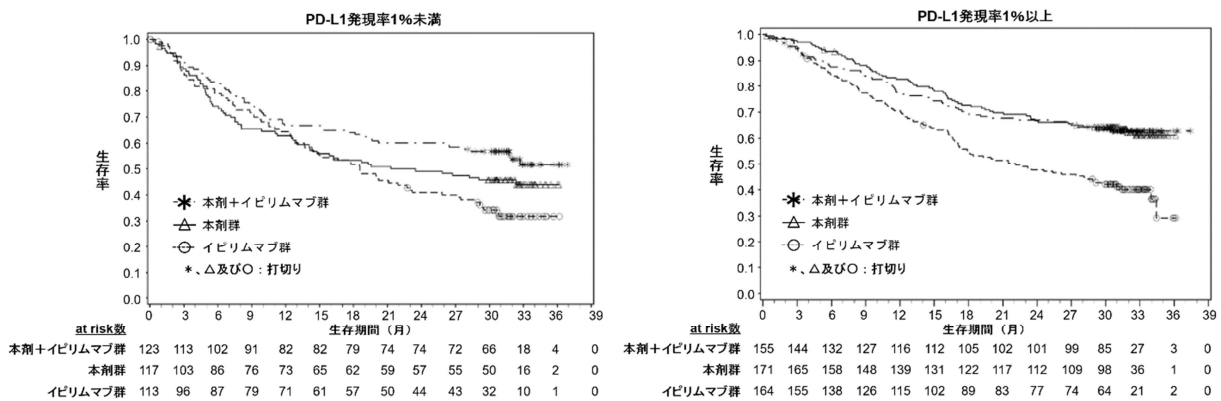 PD-L1発現率1%未満
1.0
0.9
0.8
0.7
0.6
0.5
0.4
0.3
0.2
0.1
0.0
生存率
本剤＋イピリムマブ群
本剤群
イピリムマブ群
*、△及び○：打切り
0 3 6 9 12 15 18 21 24 27 30 33 36 39
生存期間（月）
at risk数
本剤＋イピリムマブ群 123 113 102 91 82 82 79 74 74 72 66 18 4 0
本剤群 117 103 86 76 73 65 62 59 57 55 50 16 2 0
イピリムマブ群 113 96 87 79 71 61 57 50 44 43 32 10 1 0
PD-L1発現率1%以上
1.0
0.9
0.8
0.7
0.6
0.5
0.4
0.3
0.2
0.1
0.0
生存率
本剤＋イピリムマブ群
本剤群
イピリムマブ群
*、△及び○：打切り
0 3 6 9 12 15 18 21 24 27 30 33 36 39
生存期間（月）
at risk数
本剤＋イピリムマブ群 155 144 132 127 116 112 105 102 101 99 85 27 3 0
本剤群 171 165 158 148 139 131 122 117 112 109 98 36 1 0
イピリムマブ群 164 155 138 126 115 102 89 83 77 74 64 21 2 0